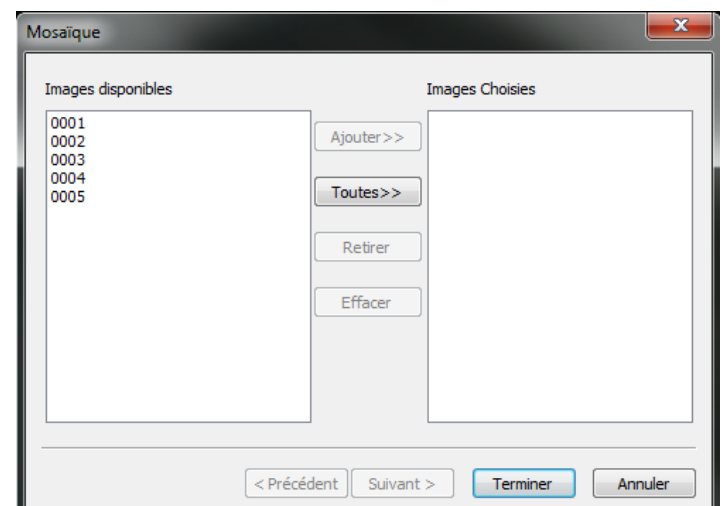 Mosaïque
X
Images disponibles
Images Choisies
0001
0002
0003
0004
0005
Ajouter>>
Toutes>>
Retirer
Effacer
< Précédent
Suivant >
Terminer
Annuler